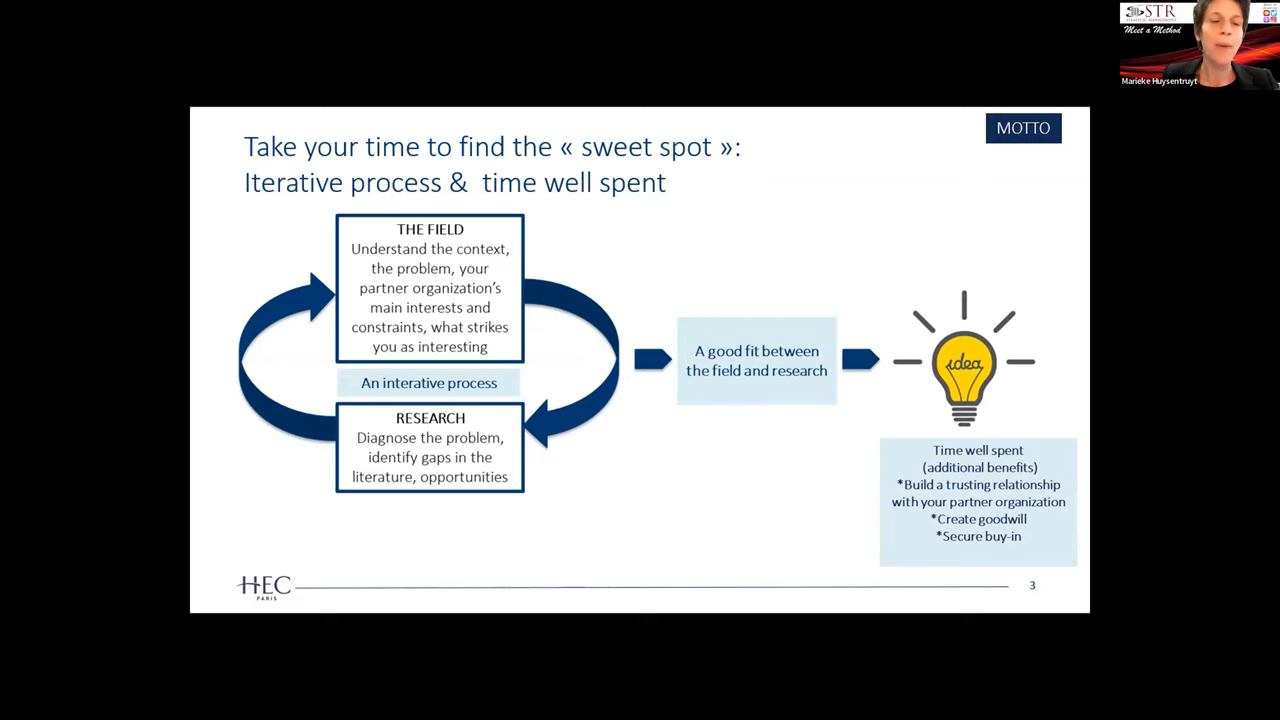 STR
STRATEGIC MANAGEMENT
Meet a Method
Marieke Huysentruyt
MOTTO
Take your time to find the « sweet spot »:
Iterative process & time well spent
THE FIELD
Understand the context,
the problem, your
partner organization's
main interests and
constraints, what strikes
you as interesting
An interative process
RESEARCH
Diagnose the problem,
identify gaps in the
literature, opportunities
A good fit between
the field and research
idea
Time well spent
(additional benefits)
*Build a trusting relationship
with your partner organization
*Create goodwill
*Secure buy-in
HEC
PARIS
3